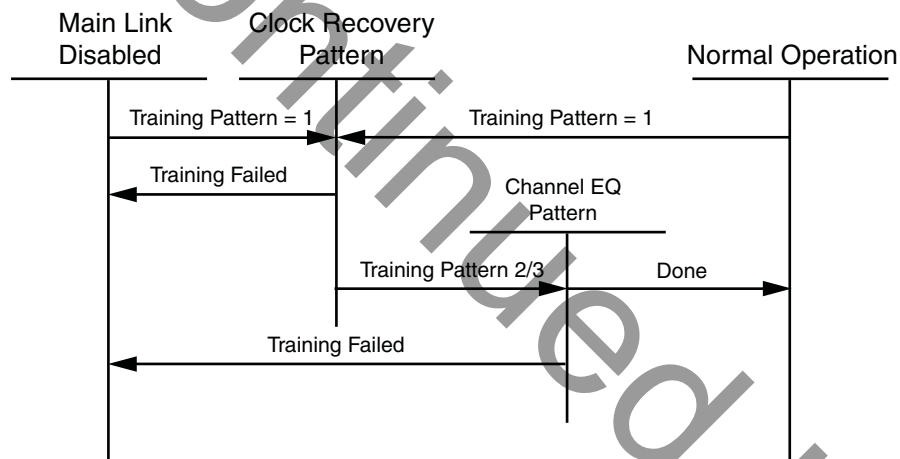 Main Link
Disabled
Clock Recovery
Pattern
Normal Operation
Training Pattern = 1
Training Pattern = 1
Training Failed
Channel EQ
Pattern
Training Pattern 2/3
Done
Training Failed
ontinued